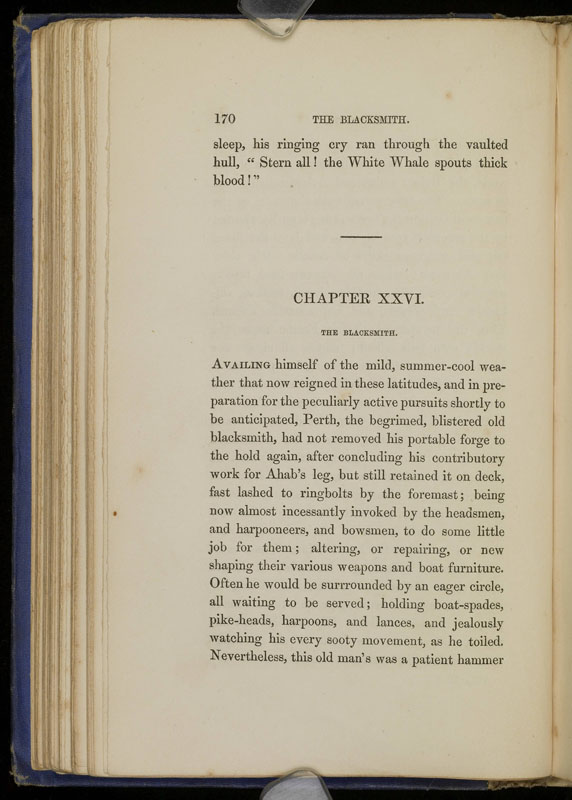 170 THE BLACKSMITH.
sleep, his ringing cry ran through the vaulted
hull, “ Stern all ! the White Whale spouts thick
blood ! ”
CHAPTER XXVI.
THE BLACKSMITH.
AVAILING himself of the mild, summer-cool wea-
ther that now reigned in these latitudes, and in pre-
paration for the peculiarly active pursuits shortly to
be anticipated, Perth, the begrimed, blistered old
blacksmith, had not removed his portable forge to
the hold again, after concluding his contributory
work for Ahab’s leg, but still retained it on deck,
fast lashed to ringbolts by the foremast ; being
now almost incessantly invoked by the headsmen,
and harpooneers, and bowsmen, to do some little
job for them ; altering, or repairing, or new
shaping their various weapons and boat furniture.
Often he would be surrrounded by an eager circle,
all waiting to be served ; holding boat-spades,
pike-heads, harpoons, and lances, and jealously
watching his every sooty movement, as he toiled.
Nevertheless, this old man’s was a patient hammer